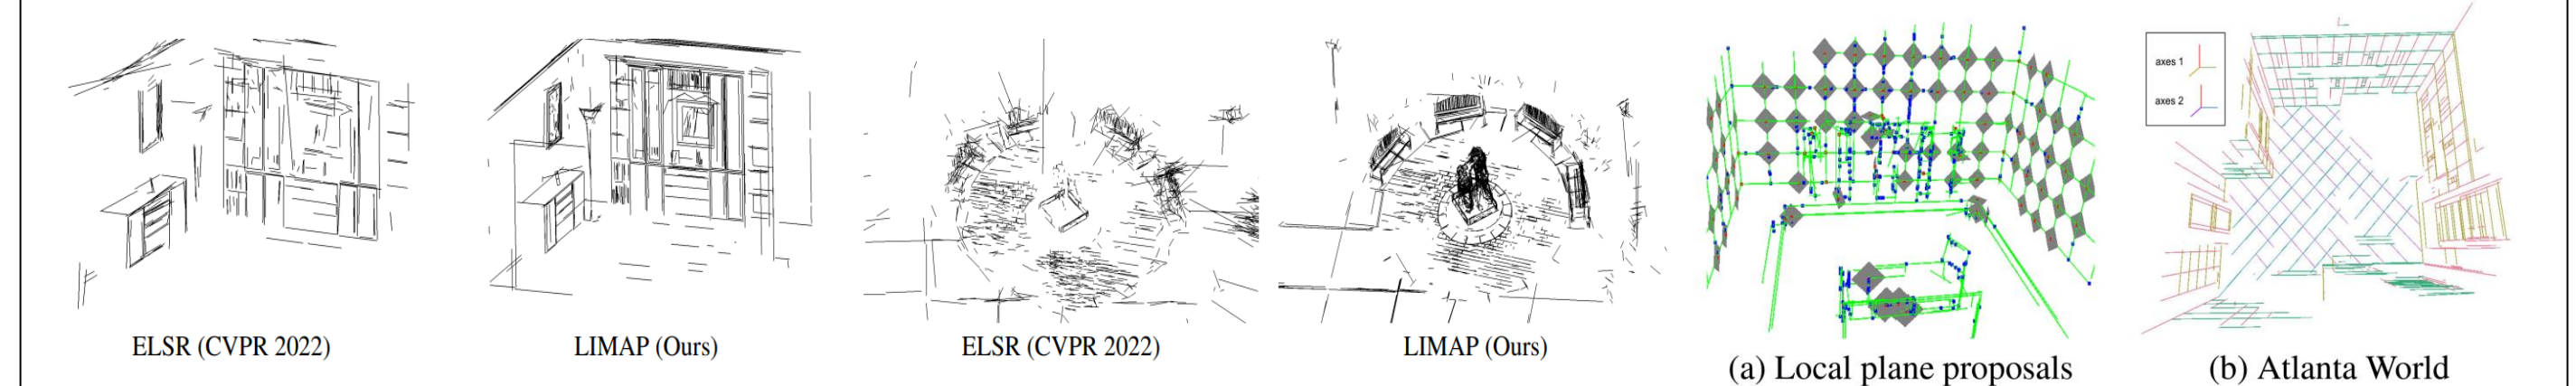 axes 1
axes 2
ELSR (CVPR 2022)
LIMAP (Ours)
ELSR (CVPR 2022)
LIMAP (Ours)
(a) Local plane proposals
(b) Atlanta World